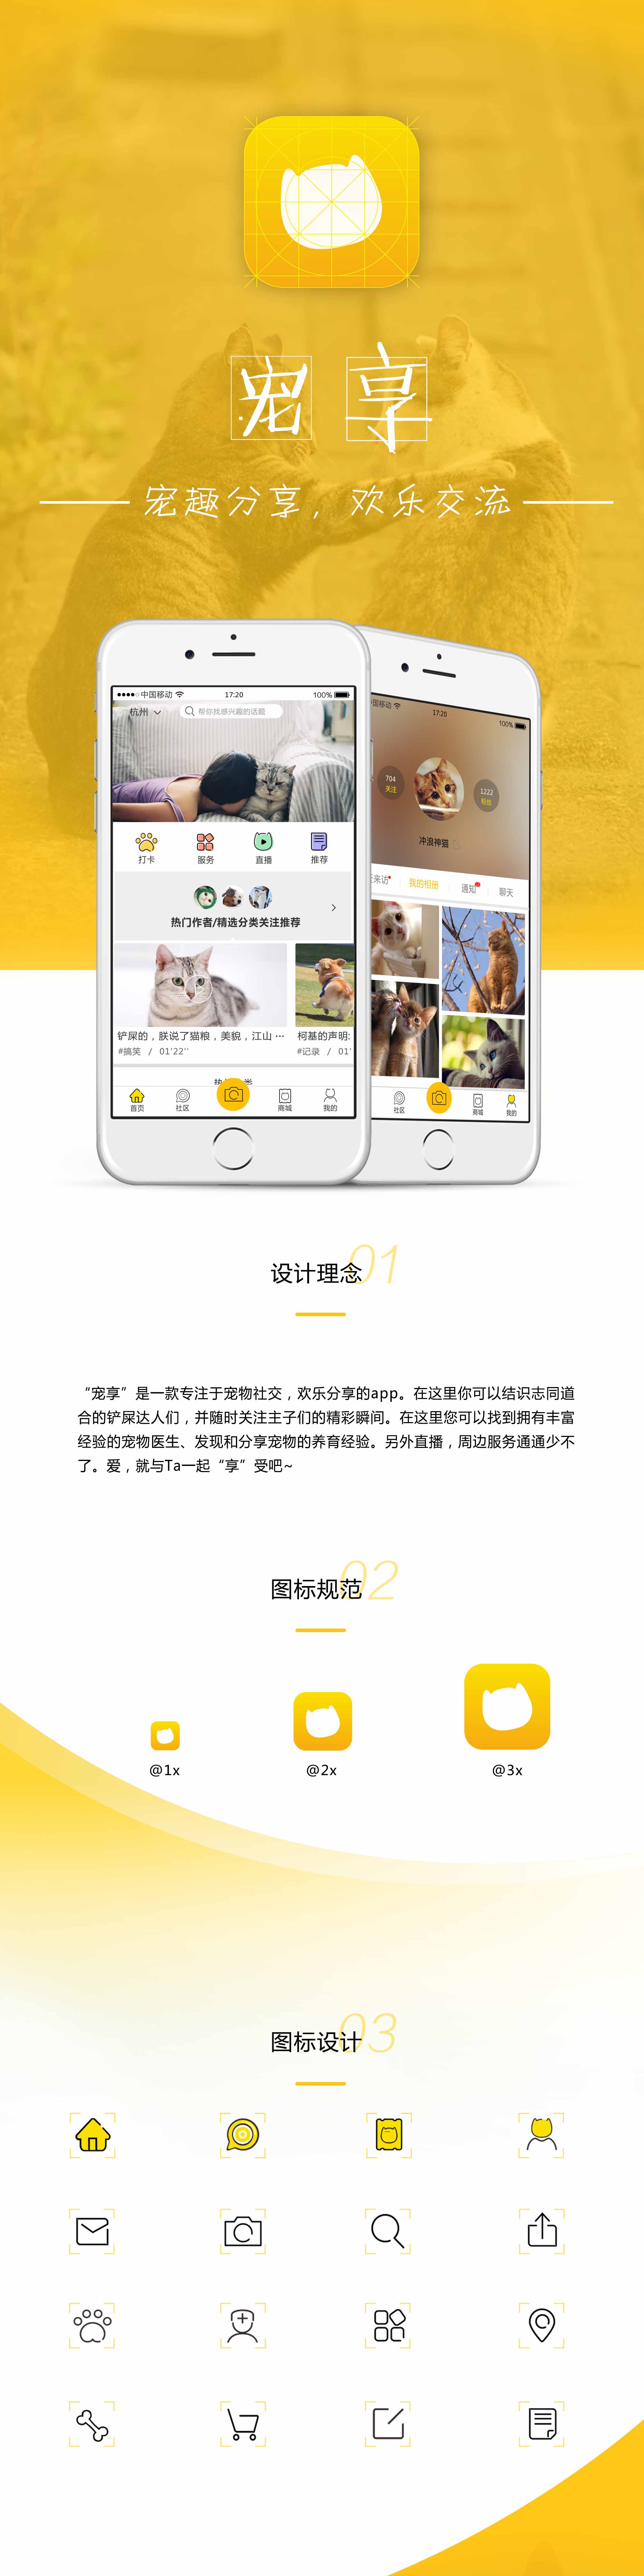 宠享
宠趣分享，欢乐交流
中国移动 17:20 100%
杭州 帮你找感兴趣的话题
打卡 服务 直播 推荐
热门作者/精选分类关注推荐
铲屎的，朕说了猫粮，美貌，江山 ··· 柯基的声明:
#搞笑 / 01'22'' #记录 / 01'
首页 社区 商城 我的
中国移动 17:20 100%
704 关注
1222 粉丝
冲浪神猫
来访 我的相册 通知 聊天
社区 商城 我的
设计理念 01
“宠享”是一款专注于宠物社交，欢乐分享的app。在这里你可以结识志同道
合的铲屎达人们，并随时关注主子们的精彩瞬间。在这里您可以找到拥有丰富
经验的宠物医生、发现和分享宠物的养育经验。另外直播，周边服务通通少不
了。爱，就与Ta一起“享”受吧~
图标规范 02
@1x @2x @3x
图标设计 03